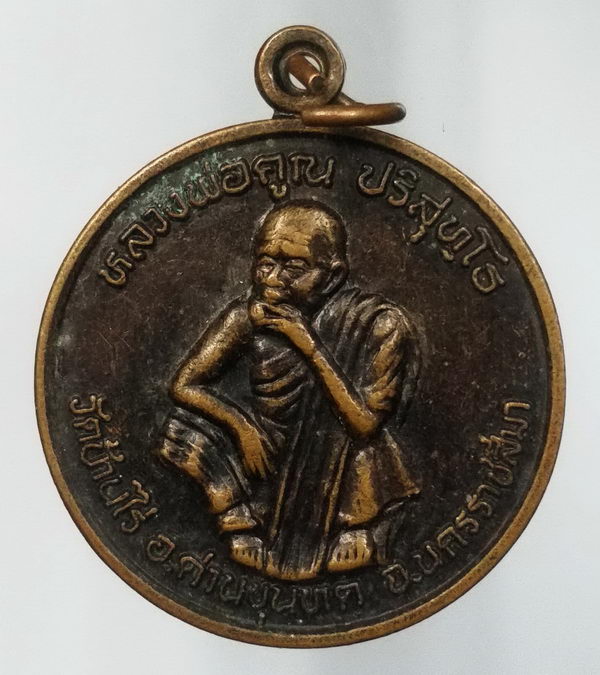 หลวงพ่อคูณ ปริสุทฺโธ
วัดบ้านไร่ อ.ด่านขุนทด จ.นครราชสีมา